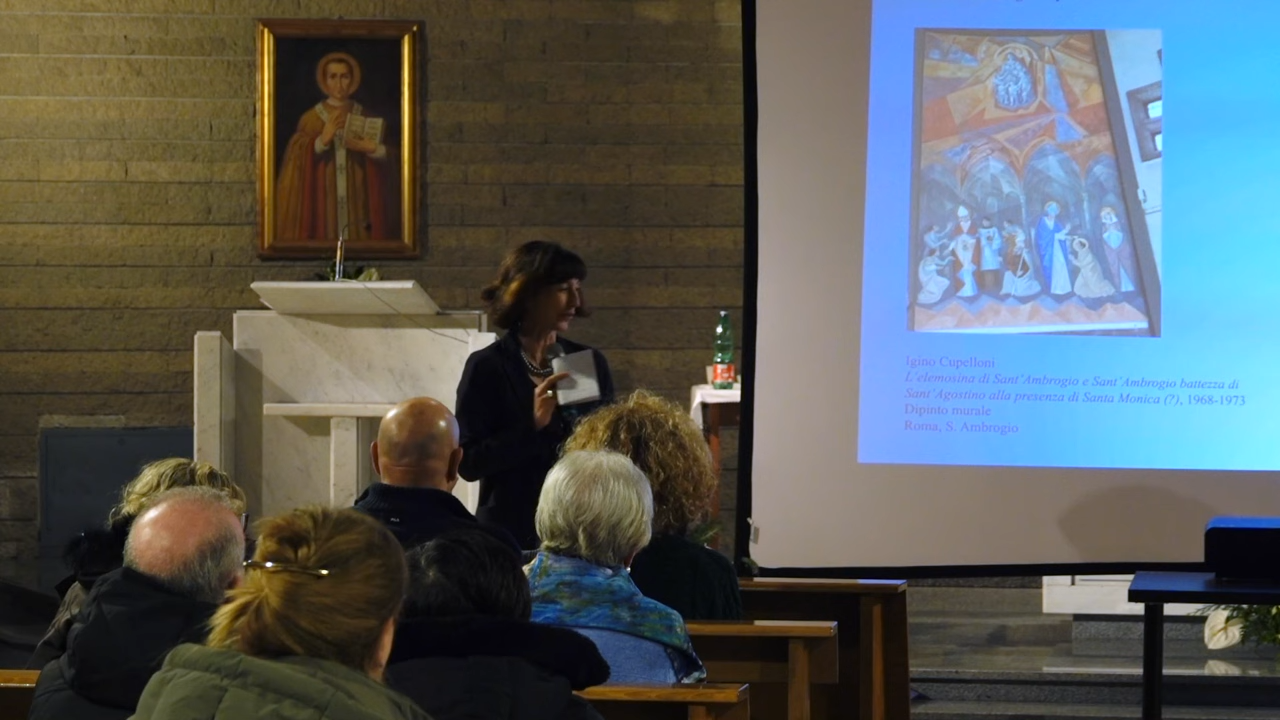 Igino Cupelloni
L'elemosina di Sant'Ambrogio e Sant'Ambrogio battezza di
Sant'Agostino alla presenza di Santa Monica (?), 1968-1973
Dipinto murale
Roma, S. Ambrogio